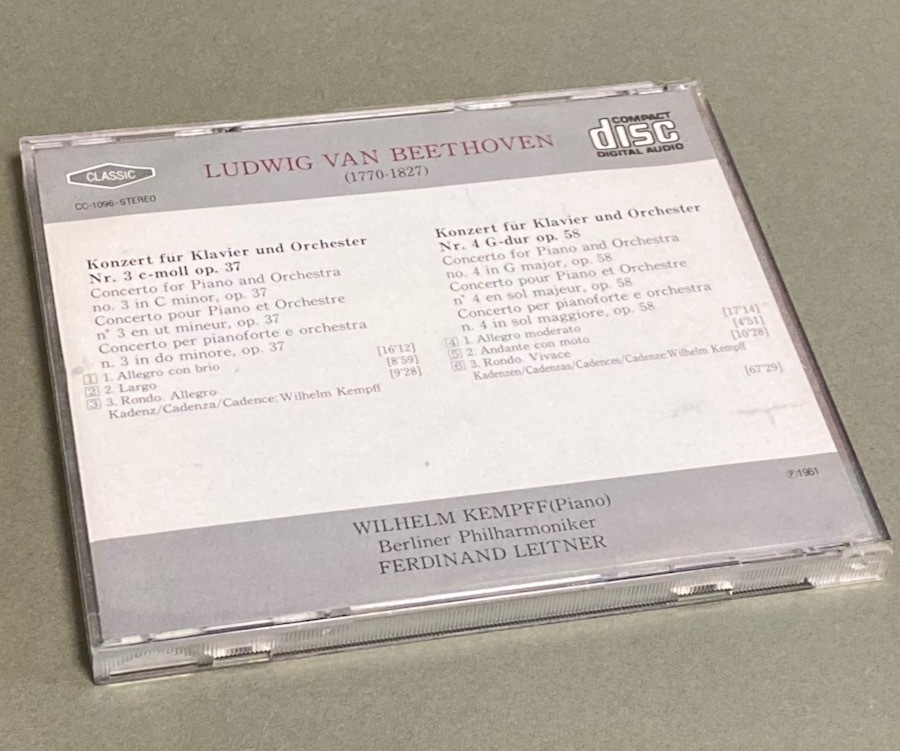 CLASSIC
CC-1096-STEREO
LUDWIG VAN BEETHOVEN
(1770-1827)
COMPACT
disc
DIGITAL AUDIO
Konzert für Klavier und Orchester
Nr. 3 c-moll op. 37
Concerto for Piano and Orchestra
no. 3 in C minor, op. 37
Concerto pour Piano et Orchestre
n° 3 en ut mineur, op. 37
Concerto per pianoforte e orchestra
n. 3 in do minore, op. 37
1 1. Allegro con brio [16'12]
2 2. Largo [8'59]
3 3. Rondo. Allegro [9'28]
Kadenz/Cadenza/Cadence: Wilhelm Kempff
Konzert für Klavier und Orchester
Nr. 4 G-dur op. 58
Concerto for Piano and Orchestra
no. 4 in G major, op. 58
Concerto pour Piano et Orchestre
n° 4 en sol majeur, op. 58
Concerto per pianoforte e orchestra
n. 4 in sol maggiore, op. 58
4 1. Allegro moderato [17'14]
5 2. Andante con moto [4'51]
6 3. Rondo. Vivace [10'28]
Kadenzen/Cadenzas/Cadences/Cadenze Wilhelm Kempff
[67'29]
℗1961
WILHELM KEMPFF(Piano)
Berliner Philharmoniker
FERDINAND LEITNER